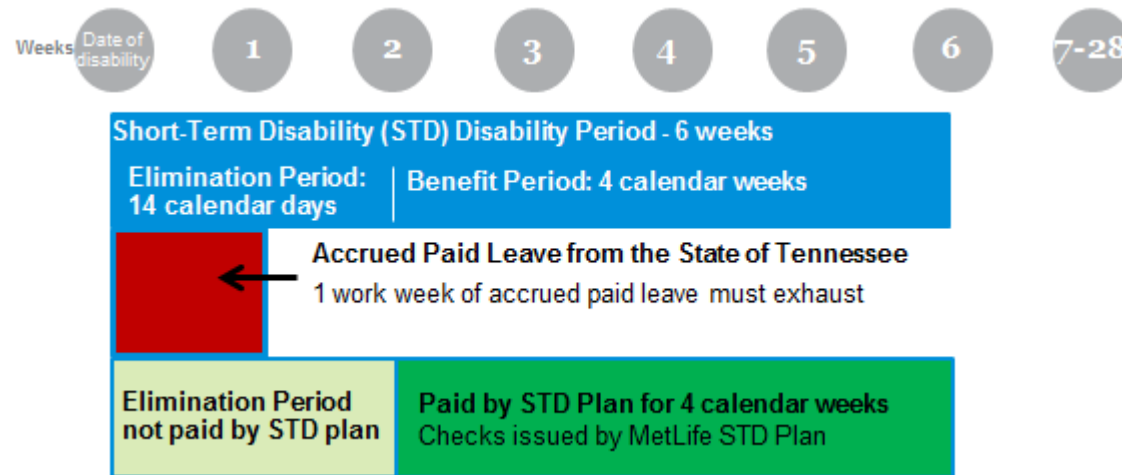 Weeks
Date of
disability
1
2
3
4
5
6
7-28
Short-Term Disability (STD) Disability Period - 6 weeks
Elimination Period:
14 calendar days
Benefit Period: 4 calendar weeks
Accrued Paid Leave from the State of Tennessee
1 work week of accrued paid leave must exhaust
Elimination Period
not paid by STD plan
Paid by STD Plan for 4 calendar weeks
Checks issued by MetLife STD Plan